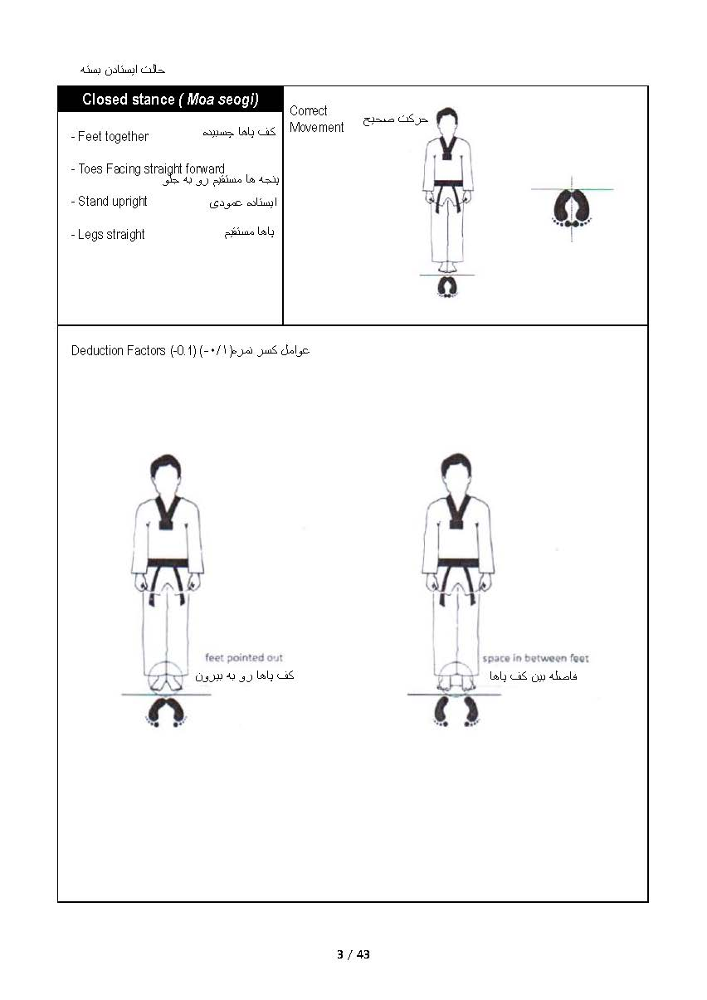 حالت ایستادن بسته
Closed stance ( Moa seogi)
- Feet together کف پاها چسبیده
- Toes Facing straight forward
پنجه ها مستقیم رو به جلو
- Stand upright ایستاده عمودی
- Legs straight پاها مستقیم
Correct
Movement حرکت صحیح
Deduction Factors (-0.1) (-۰/۱)عوامل کسر نمره
feet pointed out
کف پاها رو به بیرون
space in between feet
فاصله بین کف پاها
3 / 43